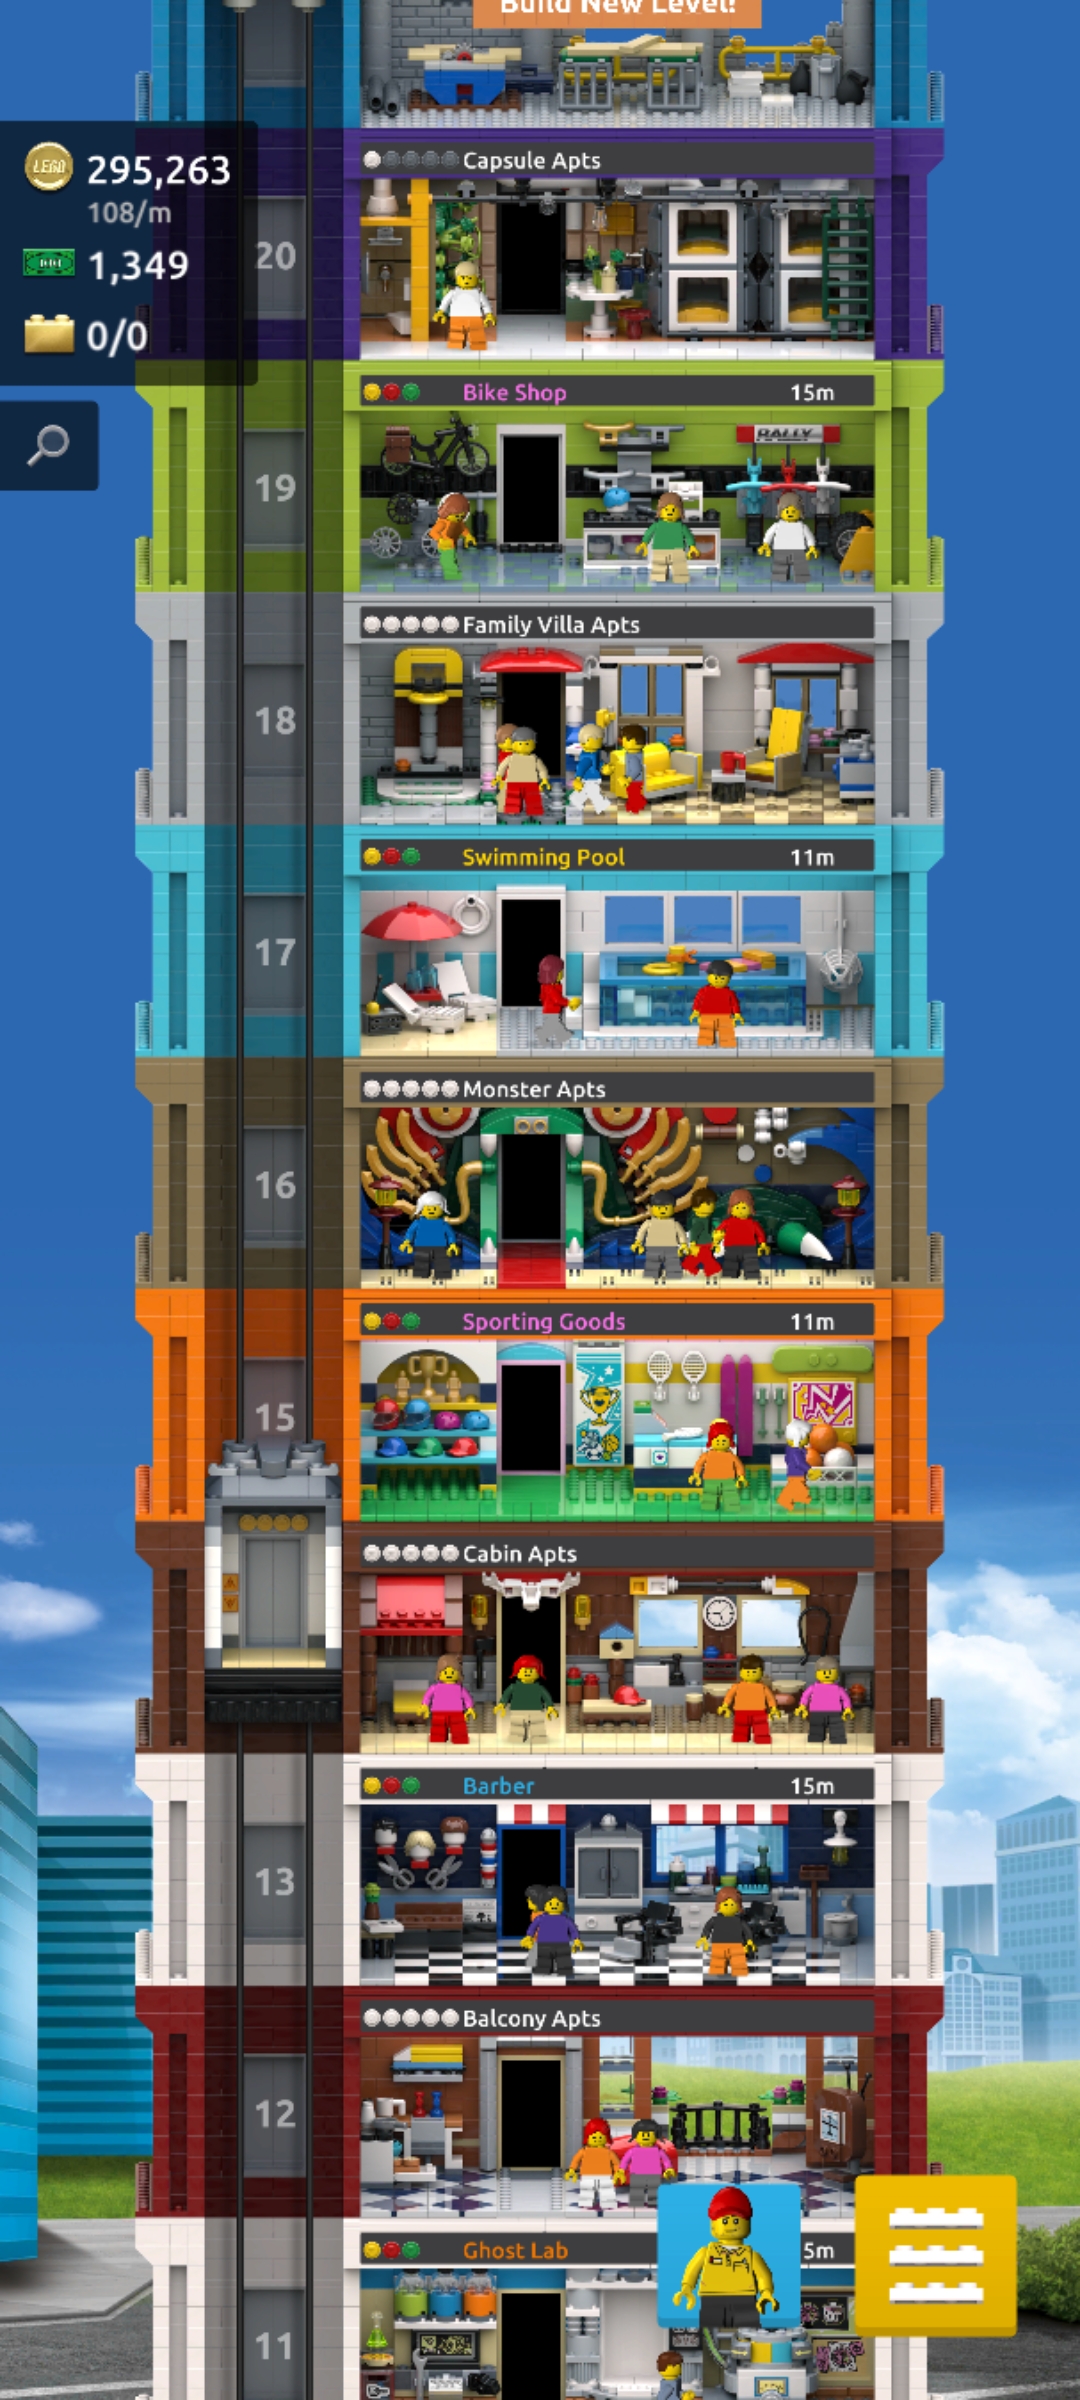 Build New Level!
LEGO
295,263
108/m
1,349
0/0
Capsule Apts
20
Bike Shop 15m
RALLY
19
Family Villa Apts
18
Swimming Pool 11m
17
Monster Apts
16
Sporting Goods 11m
15
Cabin Apts
Barber 15m
13
Balcony Apts
12
Ghost Lab 5m
11